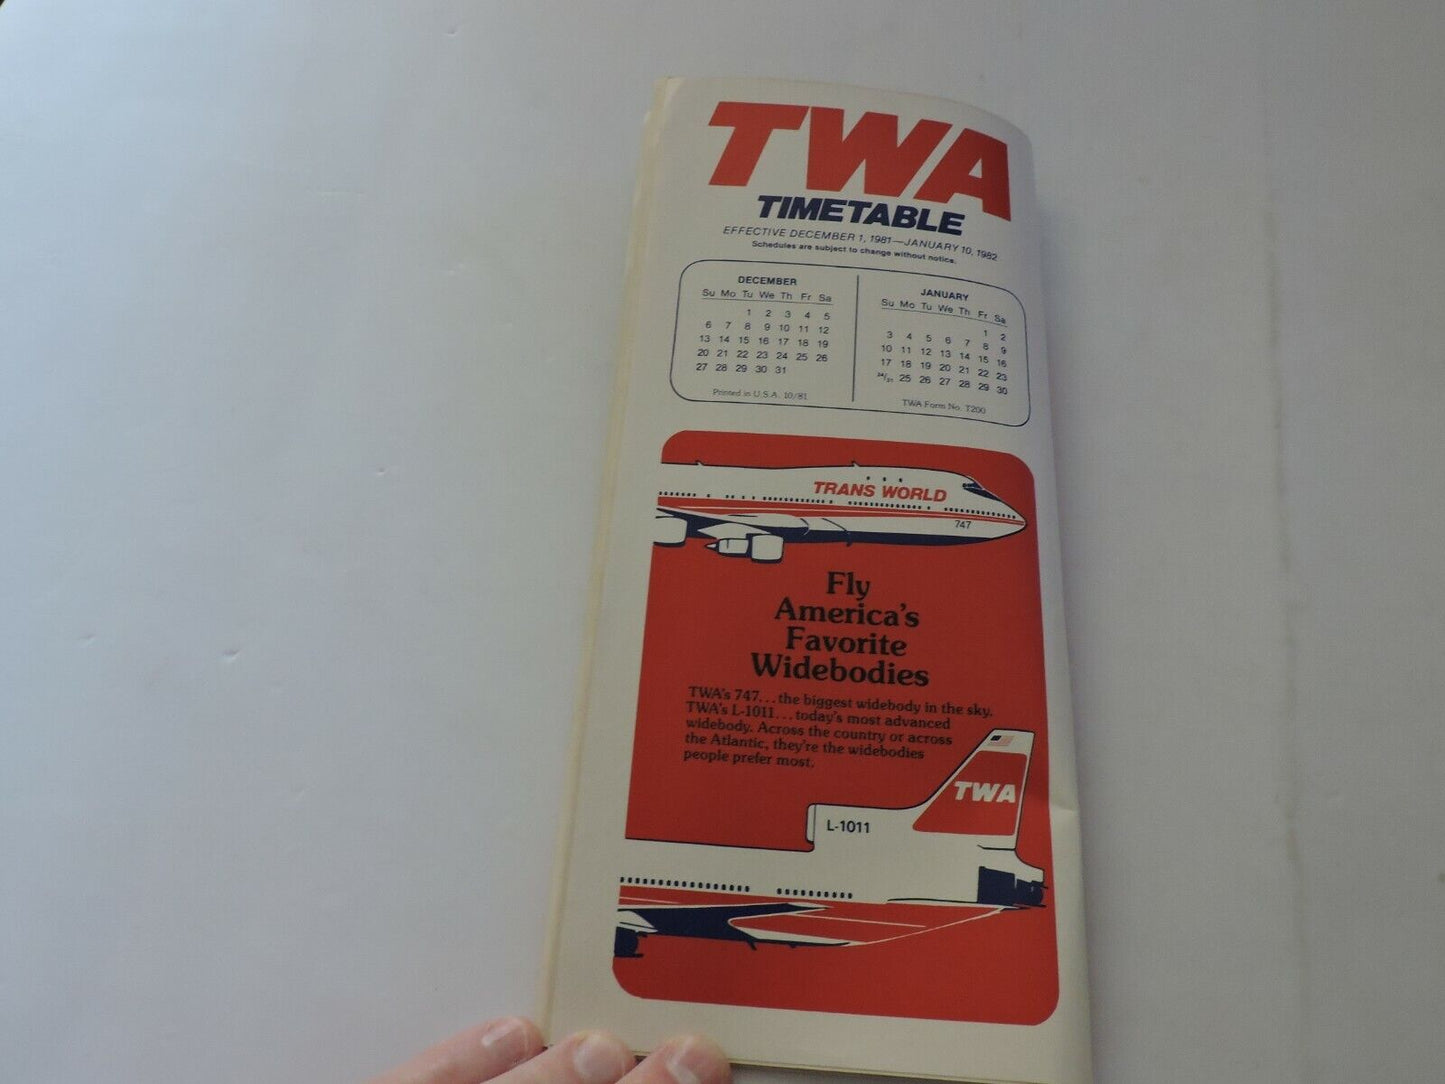 TWA
TIMETABLE
EFFECTIVE DECEMBER 1, 1981—JANUARY 10, 1982
Schedules are subject to change without notice.
DECEMBER
Su Mo Tu We Th Fr Sa
1 2 3 4 5
6 7 8 9 10 11 12
13 14 15 16 17 18 19
20 21 22 23 24 25 26
27 28 29 30 31
Printed in U.S.A. 10/81
JANUARY
Su Mo Tu We Th Fr Sa
1 2
3 4 5 6 7 8 9
10 11 12 13 14 15 16
17 18 19 20 21 22 23
24/31 25 26 27 28 29 30
TWA Form No. T200
TRANS WORLD
747
Fly
America's
Favorite
Widebodies
TWA's 747...the biggest widebody in the sky.
TWA's L-1011...today's most advanced
widebody. Across the country or across
the Atlantic, they're the widebodies
people prefer most.
TWA
L-1011